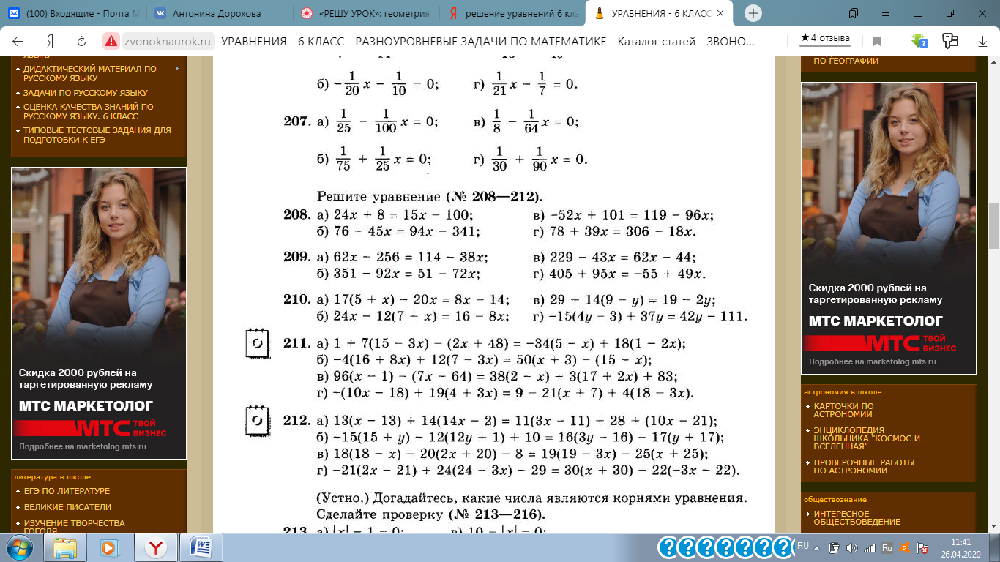 (100) Входящие - Почта M
Антонина Дорохова
«РЕШУ УРОК»: геометрия
решение уравнений 6 кла
УРАВНЕНИЯ - 6 КЛАСС
zvonoknaurok.ru УРАВНЕНИЯ - 6 КЛАСС - РАЗНОУРОВНЕВЫЕ ЗАДАЧИ ПО МАТЕМАТИКЕ - Каталог статей - ЗВОНО...
★4 отзыва
ЯЗЫКУ
ДИДАКТИЧЕСКИЙ МАТЕРИАЛ ПО
РУССКОМУ ЯЗЫКУ
ЗАДАЧИ ПО РУССКОМУ ЯЗЫКУ
ОЦЕНКА КАЧЕСТВА ЗНАНИЙ ПО
РУССКОМУ ЯЗЫКУ. 6 КЛАСС
ТИПОВЫЕ ТЕСТОВЫЕ ЗАДАНИЯ ДЛЯ
ПОДГОТОВКИ К ЕГЭ
Скидка 2000 рублей на
таргетированную рекламу
МТС МАРКЕТОЛОГ
МТС ТВОЙ
БИЗНЕС
Подробнее на marketolog.mts.ru
литература в школе
ЕГЭ ПО ЛИТЕРАТУРЕ
ВЕЛИКИЕ ПИСАТЕЛИ
ИЗУЧЕНИЕ ТВОРЧЕСТВА
ГОГОЛЯ
б) -1/20 x - 1/10 = 0; г) 1/21 x - 1/7 = 0.
207. а) 1/25 - 1/100 x = 0; в) 1/8 - 1/64 x = 0;
б) 1/75 + 1/25 x = 0; г) 1/30 + 1/90 x = 0.
Решите уравнение (№ 208—212).
208. а) 24x + 8 = 15x - 100; в) -52x + 101 = 119 - 96x;
б) 76 - 45x = 94x - 341; г) 78 + 39x = 306 - 18x.
209. а) 62x - 256 = 114 - 38x; в) 229 - 43x = 62x - 44;
б) 351 - 92x = 51 - 72x; г) 405 + 95x = -55 + 49x.
210. а) 17(5 + x) - 20x = 8x - 14; в) 29 + 14(9 - y) = 19 - 2y;
б) 24x - 12(7 + x) = 16 - 8x; г) -15(4y - 3) + 37y = 42y - 111.
211. а) 1 + 7(15 - 3x) - (2x + 48) = -34(5 - x) + 18(1 - 2x);
б) -4(16 + 8x) + 12(7 - 3x) = 50(x + 3) - (15 - x);
в) 96(x - 1) - (7x - 64) = 38(2 - x) + 3(17 + 2x) + 83;
г) -(10x - 18) + 19(4 + 3x) = 9 - 21(x + 7) + 4(18 - 3x).
212. а) 13(x - 13) + 14(14x - 2) = 11(3x - 11) + 28 + (10x - 21);
б) -15(15 + y) - 12(12y + 1) + 10 = 16(3y - 16) - 17(y + 17);
в) 18(18 - x) - 20(2x + 20) - 8 = 19(19 - 3x) - 25(x + 25);
г) -21(2x - 21) + 24(24 - 3x) - 29 = 30(x + 30) - 22(-3x - 22).
(Устно.) Догадайтесь, какие числа являются корнями уравнения.
Сделайте проверку (№ 213—216).
213. а) |x| - 1 = 0; в) 10 - |x| = 0;
ПО ГЕОГРАФИИ
Скидка 2000 рублей на
таргетированную рекламу
МТС МАРКЕТОЛОГ
МТС ТВОЙ
БИЗНЕС
Подробнее на marketolog.mts.ru
астрономия в школе
КАРТОЧКИ ПО
АСТРОНОМИИ
ЭНЦИКЛОПЕДИЯ
ШКОЛЬНИКА "КОСМОС И
ВСЕЛЕННАЯ"
ПРОВЕРОЧНЫЕ РАБОТЫ
ПО АСТРОНОМИИ
обществознание
ИНТЕРЕСНОЕ
ОБЩЕСТВОВЕДЕНИЕ
RU
Ru
11:41
26.04.2020